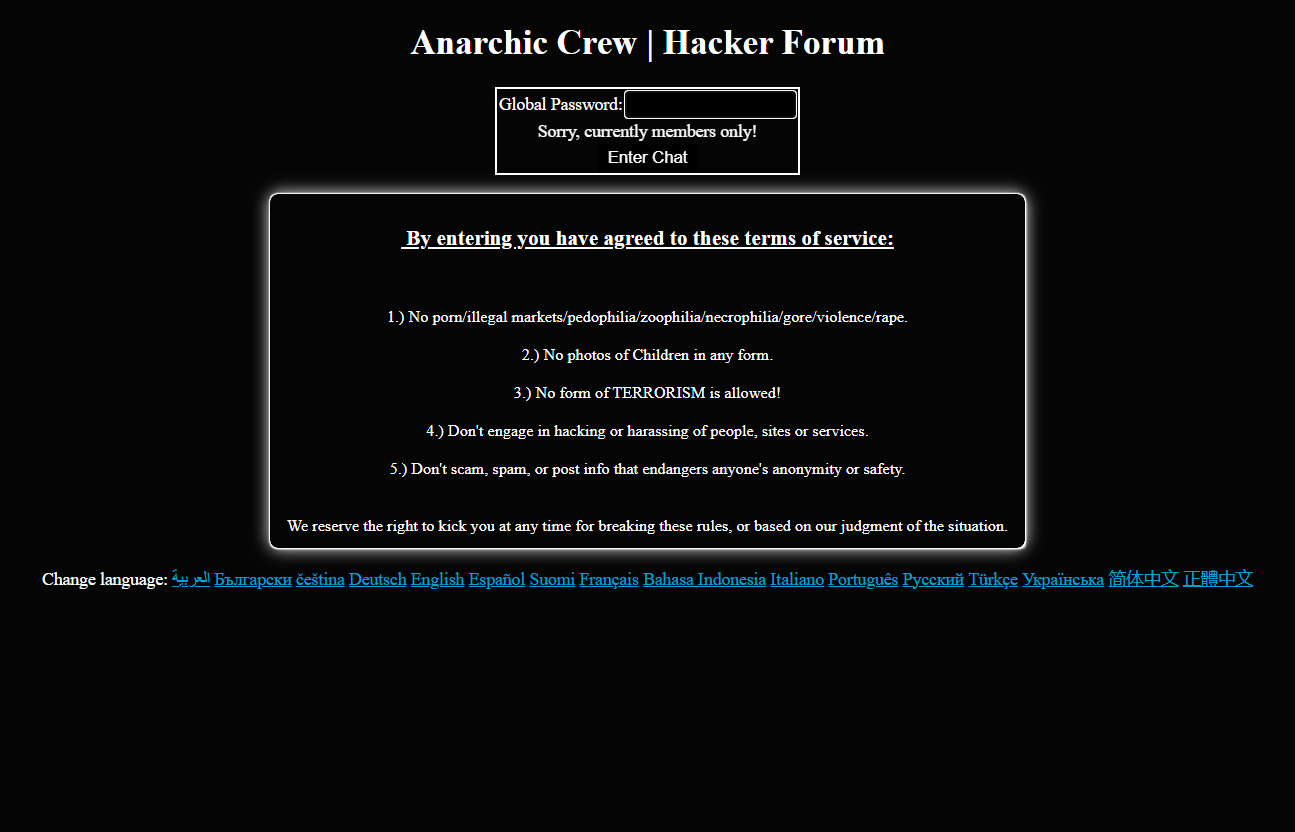 Anarchic Crew | Hacker Forum
Global Password:
Sorry, currently members only!
Enter Chat
By entering you have agreed to these terms of service:
1.) No porn/illegal markets/pedophilia/zoophilia/necrophilia/gore/violence/rape.
2.) No photos of Children in any form.
3.) No form of TERRORISM is allowed!
4.) Don't engage in hacking or harassing of people, sites or services.
5.) Don't scam, spam, or post info that endangers anyone's anonymity or safety.
We reserve the right to kick you at any time for breaking these rules, or based on our judgment of the situation.
Change language: العربية Български čeština Deutsch English Español Suomi Français Bahasa Indonesia Italiano Português Русский Türkçe Українська 简体中文 正體中文